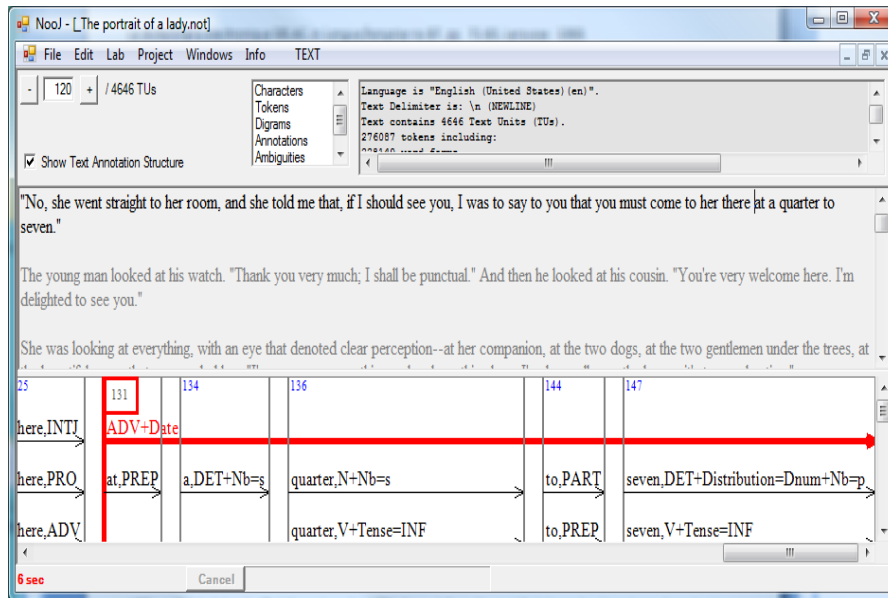 NooJ - [_The portrait of a lady.not]
File Edit Lab Project Windows Info TEXT
- 120 + / 4646 TUs
Characters
Tokens
Digrams
Annotations
Ambiguities
Language is "English (United States)(en)".
Text Delimiter is: \n (NEWLINE)
Text contains 4646 Text Units (TUs).
276087 tokens including:
Show Text Annotation Structure
"No, she went straight to her room, and she told me that, if I should see you, I was to say to you that you must come to her there at a quarter to
seven."
The young man looked at his watch. "Thank you very much; I shall be punctual." And then he looked at his cousin. "You're very welcome here. I'm
delighted to see you."
She was looking at everything, with an eye that denoted clear perception--at her companion, at the two dogs, at the two gentlemen under the trees, at
25 131 134 136 144 147
here,INTJ ADV+Date
here,PRO at,PREP a,DET+Nb=s quarter,N+Nb=s to,PART seven,DET+Distribution=Dnum+Nb=p
here,ADV quarter,V+Tense=INF to,PREP seven,V+Tense=INF
6 sec Cancel